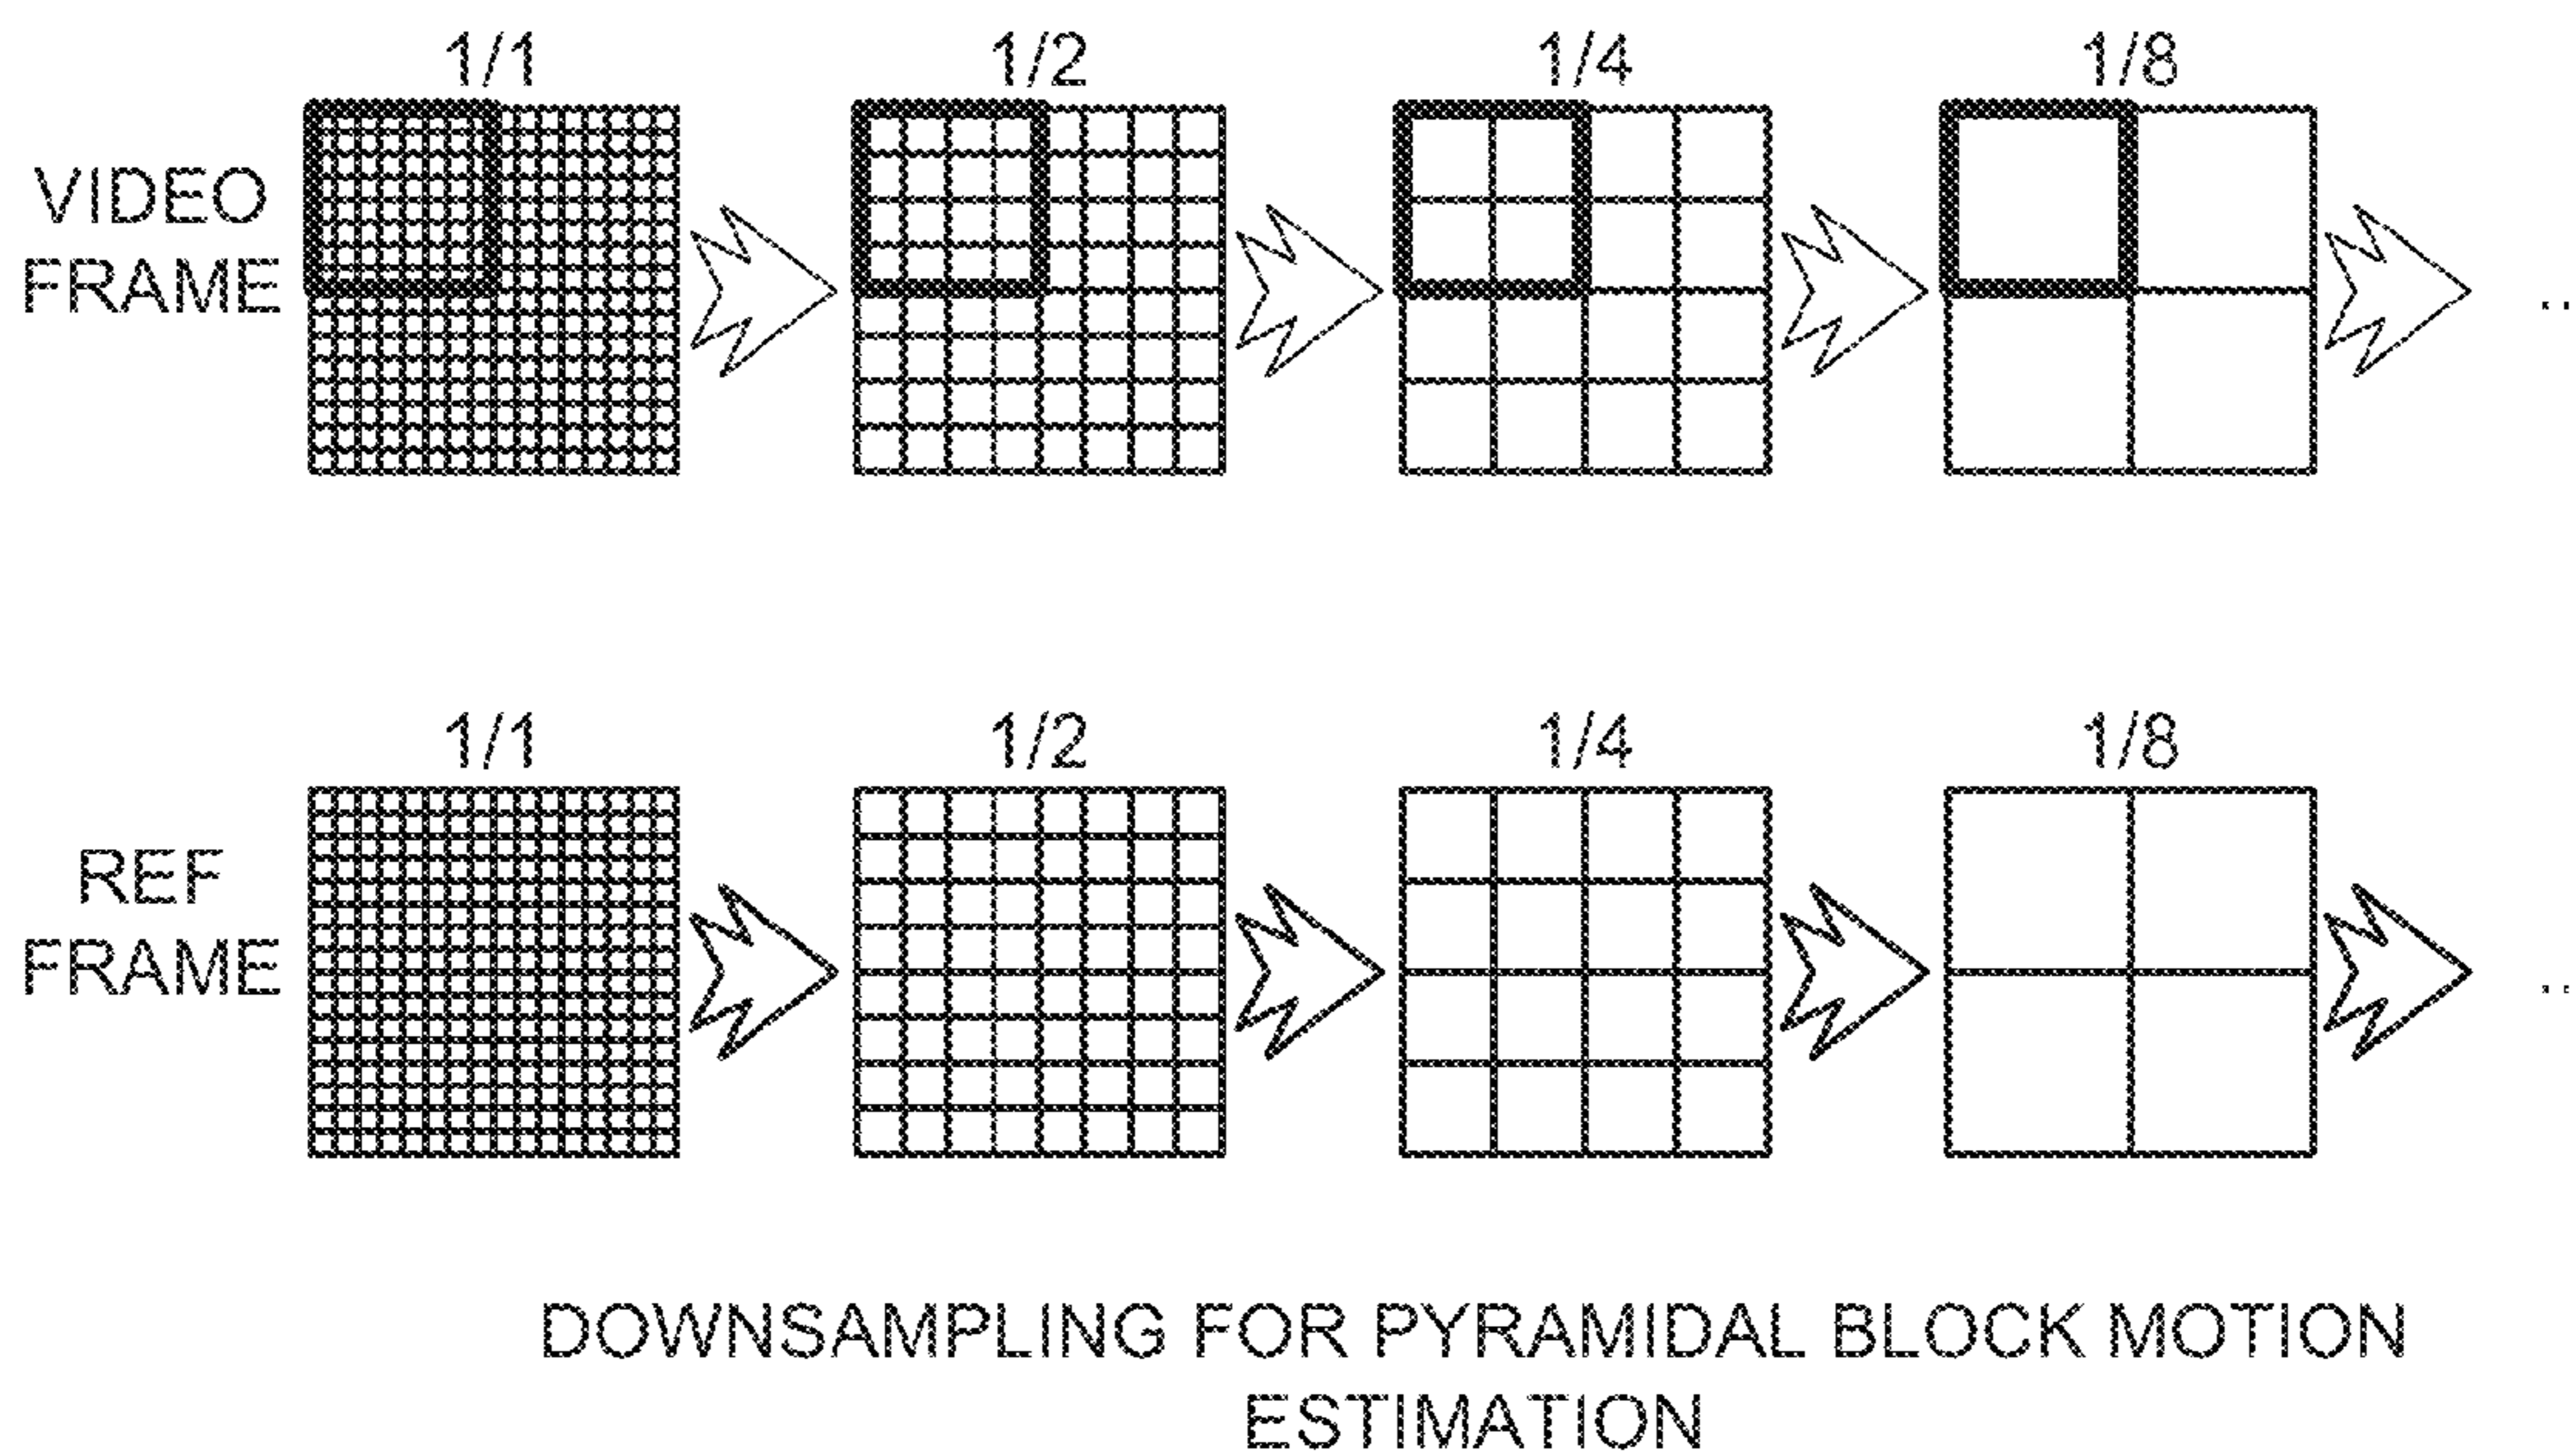 1/1 1/2 1/4 1/8
VIDEO
FRAME
...
1/1 1/2 1/4 1/8
REF
FRAME
...
DOWNSAMPLING FOR PYRAMIDAL BLOCK MOTION
ESTIMATION